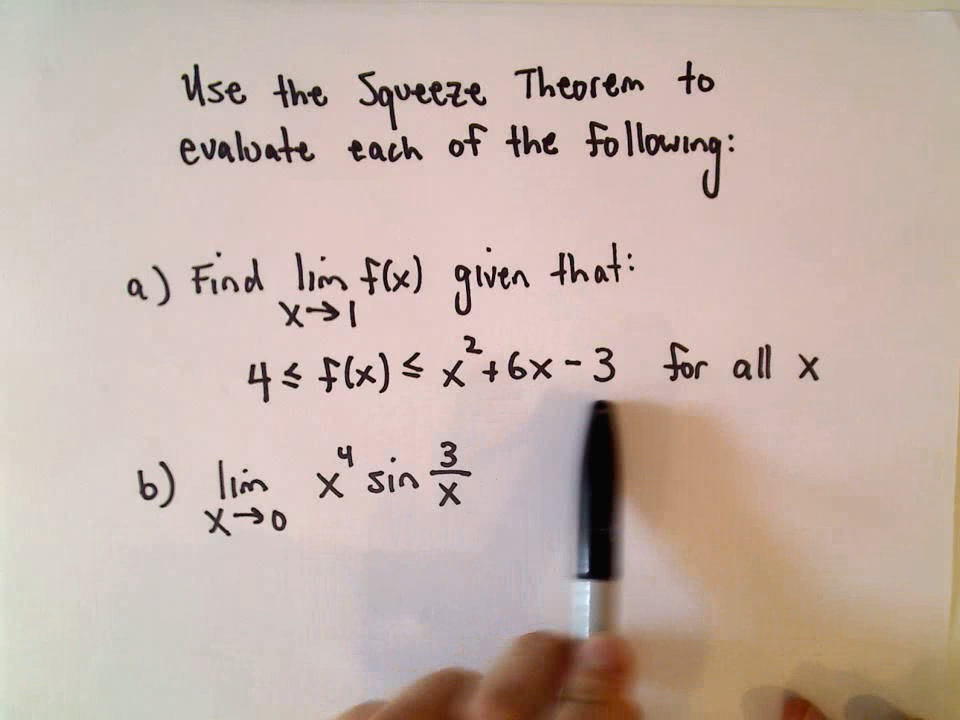 Use the Squeeze Theorem to
evaluate each of the following:
a) Find lim f(x) given that:
x→1
4 ≤ f(x) ≤ x² + 6x - 3 for all x
b) lim x⁴ sin 3/x
x→0